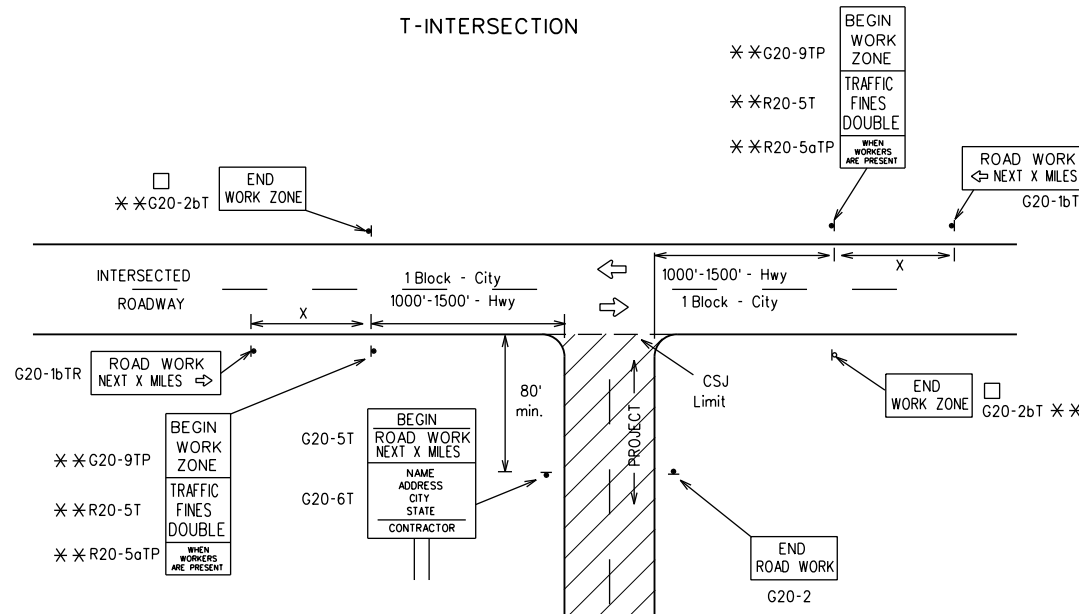 T-INTERSECTION
BEGIN
WORK
ZONE
TRAFFIC
FINES
DOUBLE
WHEN
WORKERS
ARE PRESENT
✱ ✱ G20-9TP
✱ ✱ R20-5T
✱ ✱ R20-5aTP
ROAD WORK
⇦ NEXT X MILES
G20-1bT
END
WORK ZONE
□
✱ ✱ G20-2bT
INTERSECTED
ROADWAY
1 Block - City
1000'-1500' - Hwy
X
1000'-1500' - Hwy
1 Block - City
X
G20-1bTR
ROAD WORK
NEXT X MILES ⇨
80'
min.
CSJ
Limit
PROJECT
END
WORK ZONE
□
G20-2bT ✱ ✱
BEGIN
WORK
ZONE
TRAFFIC
FINES
DOUBLE
WHEN
WORKERS
ARE PRESENT
✱ ✱ G20-9TP
✱ ✱ R20-5T
✱ ✱ R20-5aTP
G20-5T
G20-6T
BEGIN
ROAD WORK
NEXT X MILES
NAME
ADDRESS
CITY
STATE
CONTRACTOR
END
ROAD WORK
G20-2